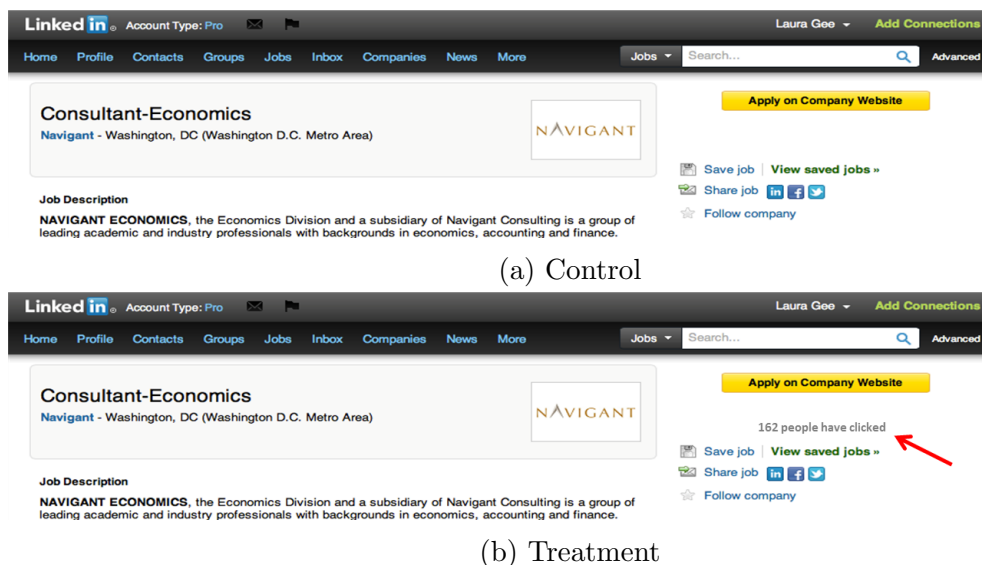 Linked in ® Account Type: Pro Laura Gee Add Connections
Home Profile Contacts Groups Jobs Inbox Companies News More Jobs Search... Advanced
Consultant-Economics
Navigant - Washington, DC (Washington D.C. Metro Area)
NAVIGANT
Apply on Company Website
Save job View saved jobs »
Share job in f
Follow company
Job Description
NAVIGANT ECONOMICS, the Economics Division and a subsidiary of Navigant Consulting is a group of
leading academic and industry professionals with backgrounds in economics, accounting and finance.
(a) Control
Linked in ® Account Type: Pro Laura Gee Add Connections
Home Profile Contacts Groups Jobs Inbox Companies News More Jobs Search... Advanced
Consultant-Economics
Navigant - Washington, DC (Washington D.C. Metro Area)
NAVIGANT
Apply on Company Website
162 people have clicked
Save job View saved jobs »
Share job in f
Follow company
Job Description
NAVIGANT ECONOMICS, the Economics Division and a subsidiary of Navigant Consulting is a group of
leading academic and industry professionals with backgrounds in economics, accounting and finance.
(b) Treatment